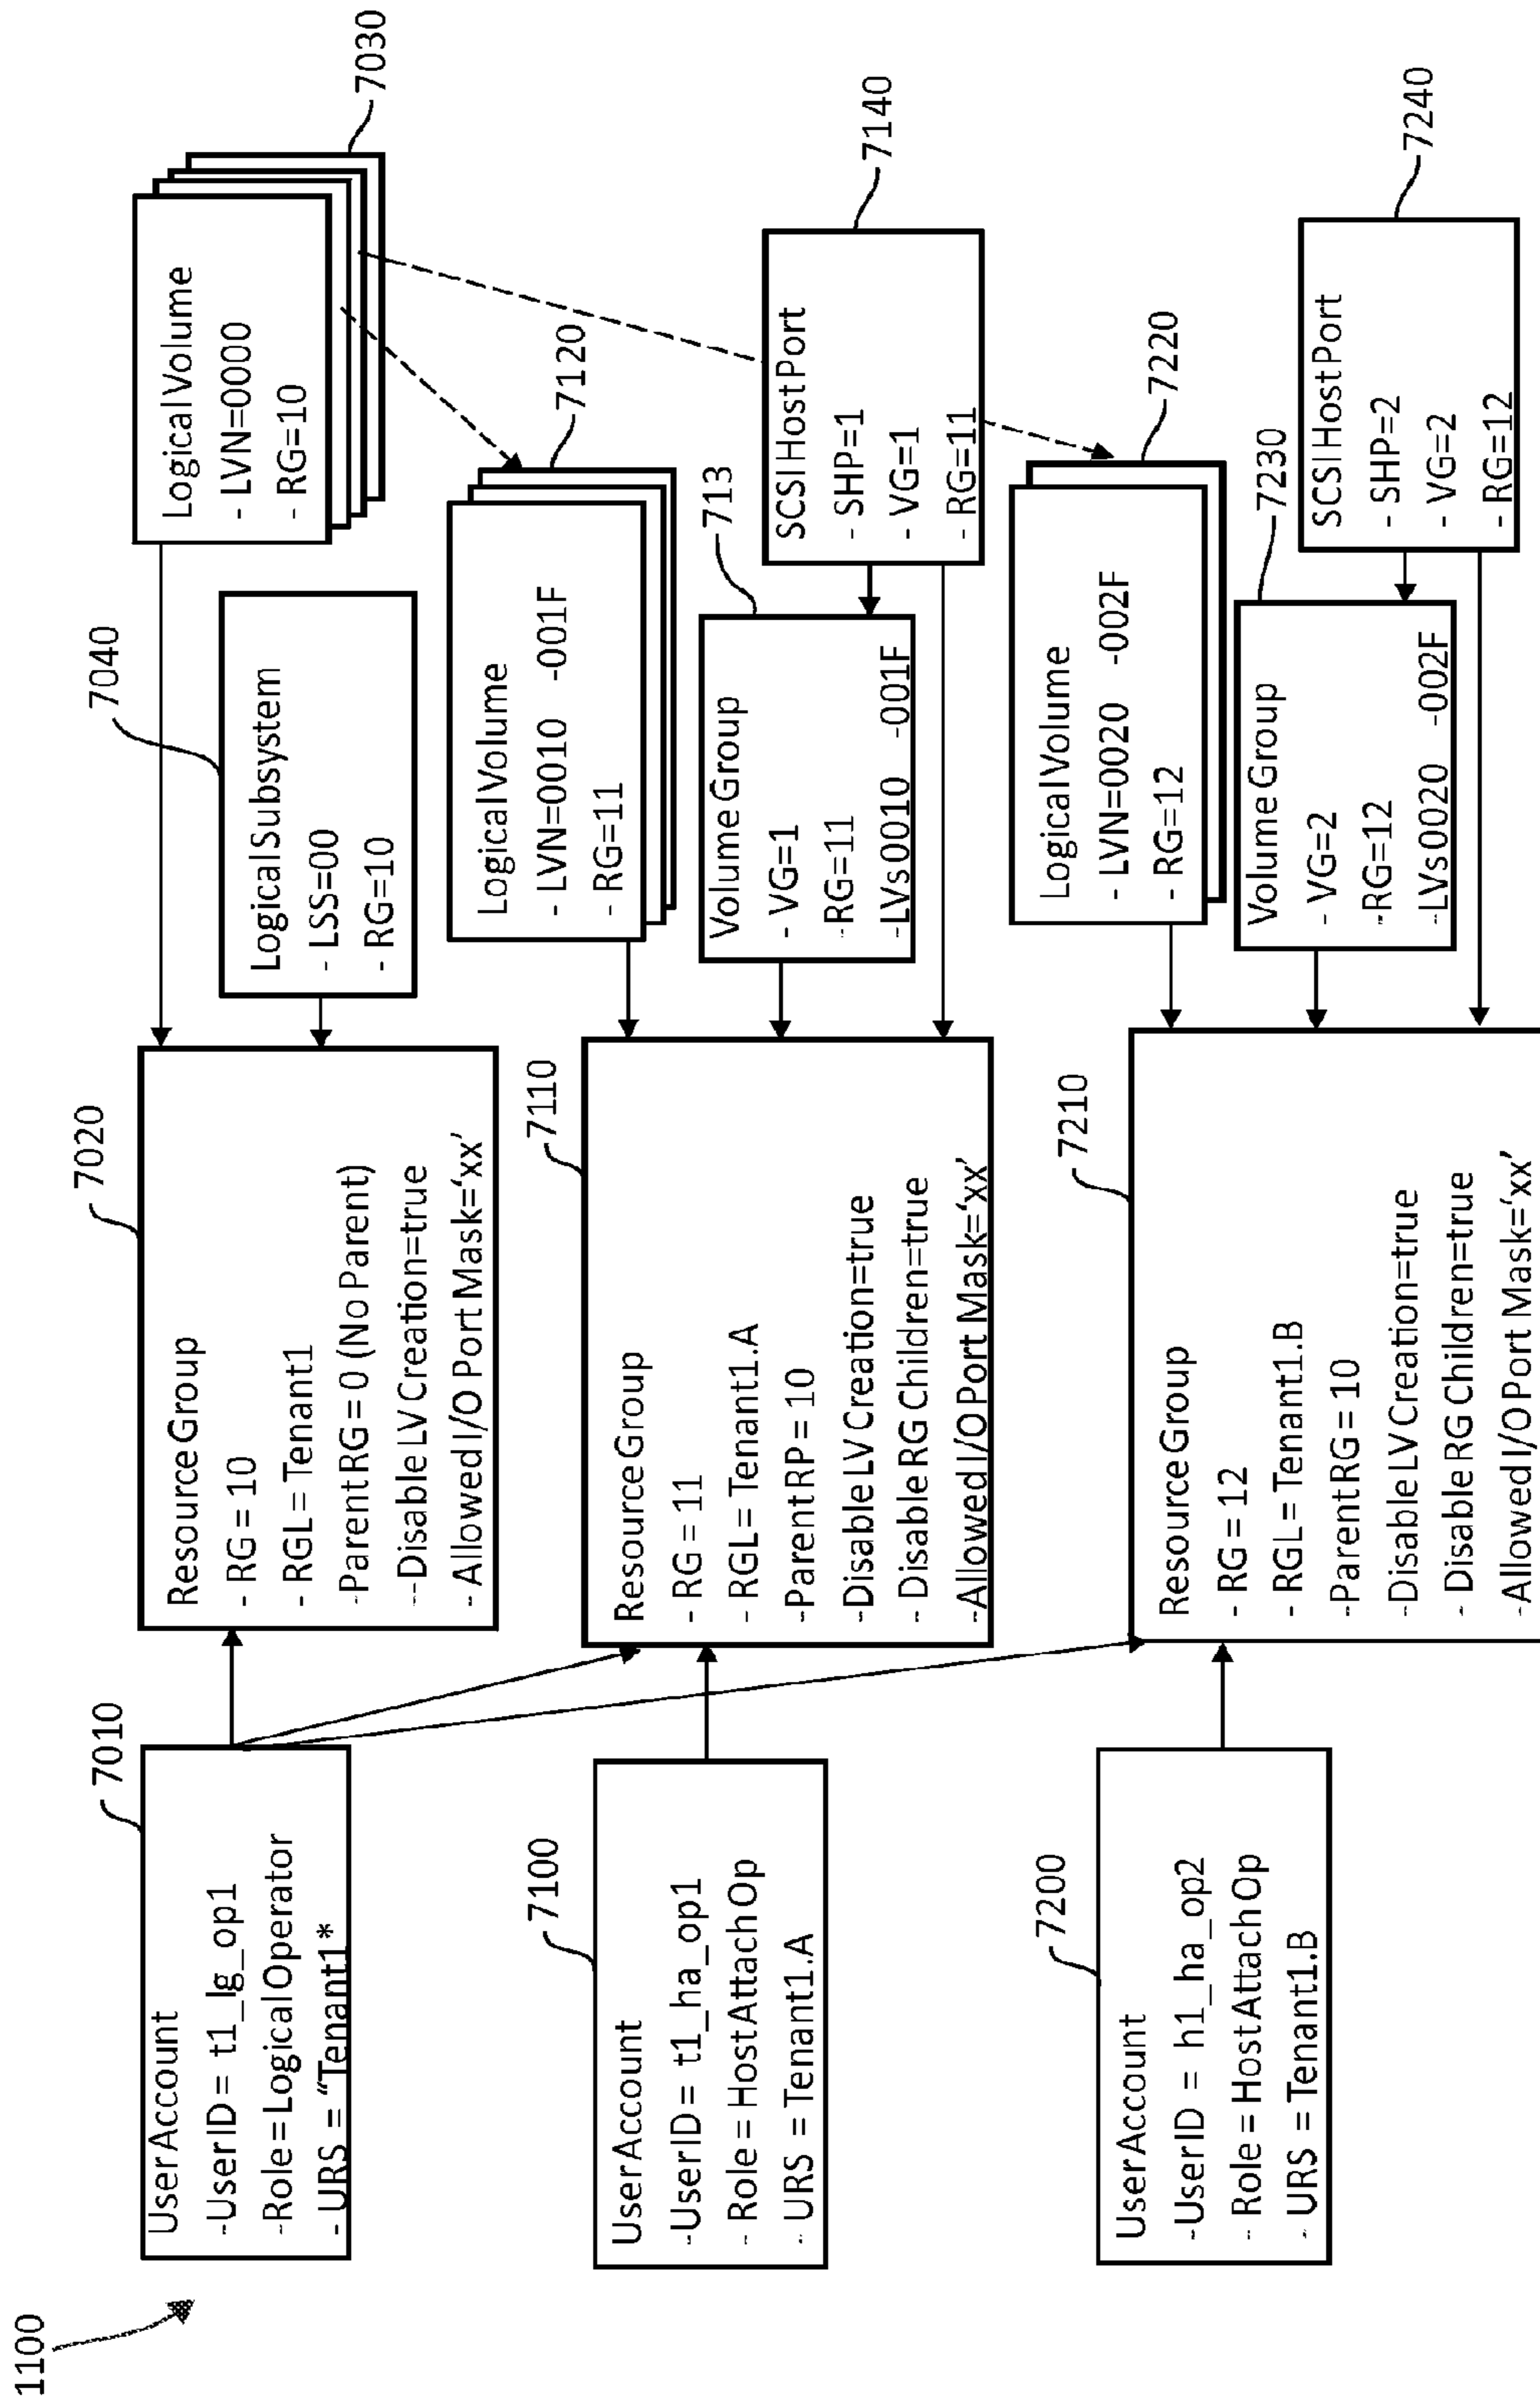 1100
7010
User Account
-User ID = t1_lg_op1
-Role = Logical Operator
- URS = "Tenant1*
7020
Resource Group
- RG = 10
- RGL = Tenant1
-Parent RG = 0 (No Parent)
--Disable LV Creation=true
-Allowed I/O Port Mask='xx'
7040
Logical Subsystem
- LSS=00
- RG=10
7030
Logical Volume
- LVN=0000
- RG=10
7100
User Account
-User ID = t1_ha_op1
- Role = Host Attach Op
- URS = Tenant1.A
7110
Resource Group
- RG = 11
- RGL = Tenant1.A
-Parent RP = 10
-Disable LV Creation=true
- Disable RG Children=true
-Allowed I/O Port Mask='xx'
7120
Logical Volume
- LVN=0010 -001F
- RG=11
713
Volume Group
- VG=1
-RG=11
-LVs 0010 -001F
7140
SCSI Host Port
- SHP=1
- VG=1
- RG=11
7200
User Account
-User ID = h1_ha_op2
- Role = Host Attach Op
- URS = Tenant1.B
7210
Resource Group
- RG = 12
- RGL = Tenant1.B
-Parent RG = 10
-Disable LV Creation=true
- Disable RG Children=true
-Allowed I/O Port Mask='xx'
7220
Logical Volume
- LVN=0020 -002F
- RG=12
7230
Volume Group
- VG=2
-RG=12
-LVs 0020 -002F
7240
SCSI Host Port
- SHP=2
- VG=2
- RG=12